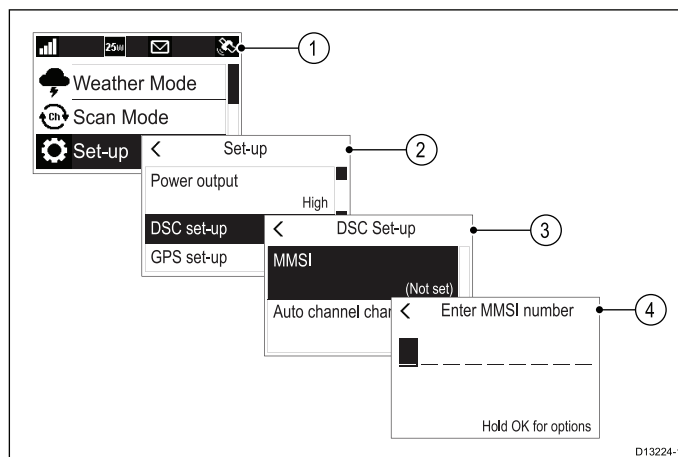 25W
1
Weather Mode
Ch
Scan Mode
Set-up
< Set-up
2
Power output
High
DSC set-up
GPS set-up
< DSC Set-up
3
MMSI
(Not set)
Auto channel char
< Enter MMSI number
4
Hold OK for options
D13224-1